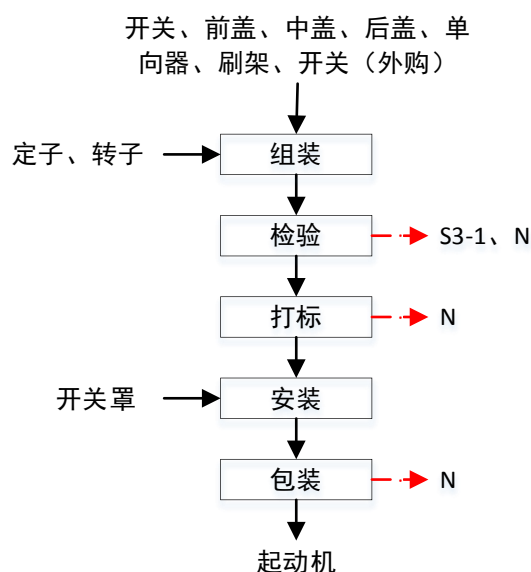 开关、前盖、中盖、后盖、单
向器、刷架、开关（外购）
定子、转子
组装
检验
S3-1、N
打标
N
开关罩
安装
包装
N
起动机